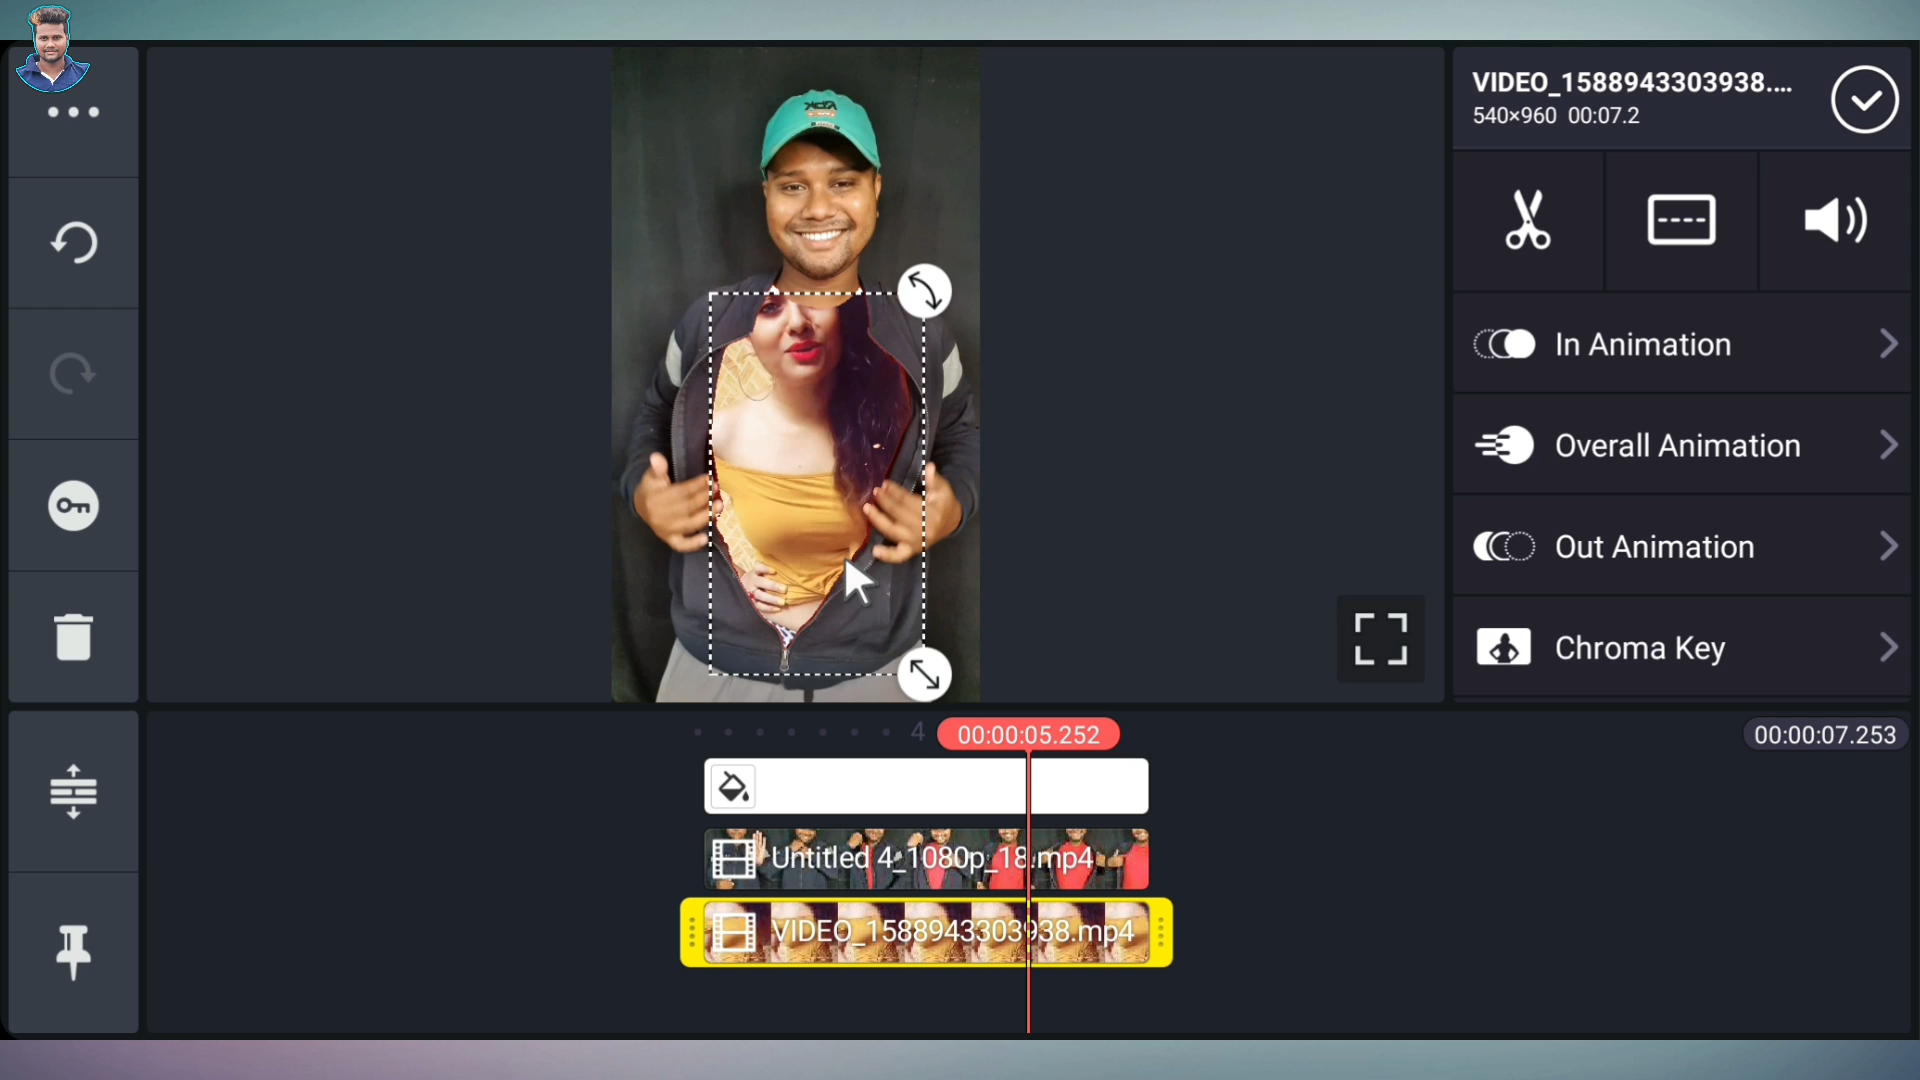 VIDEO_1588943303938....
540×960 00:07.2
In Animation
Overall Animation
Out Animation
Chroma Key
4
00:00:05.252
00:00:07.253
Untitled 4_1080p_18.mp4
VIDEO_1588943303938.mp4